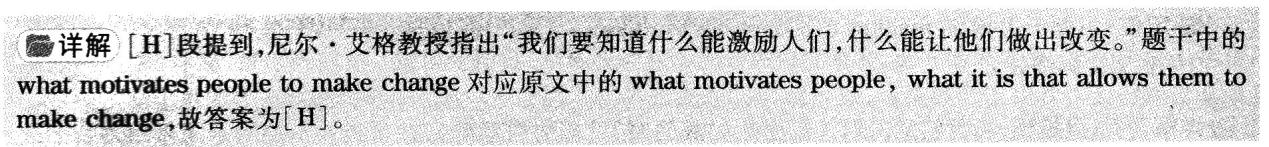 详解 [H]段提到,尼尔·艾格教授指出“我们要知道什么能激励人们,什么能让他们做出改变。”题干中的
what motivates people to make change 对应原文中的 what motivates people, what it is that allows them to
make change,故答案为[H]。